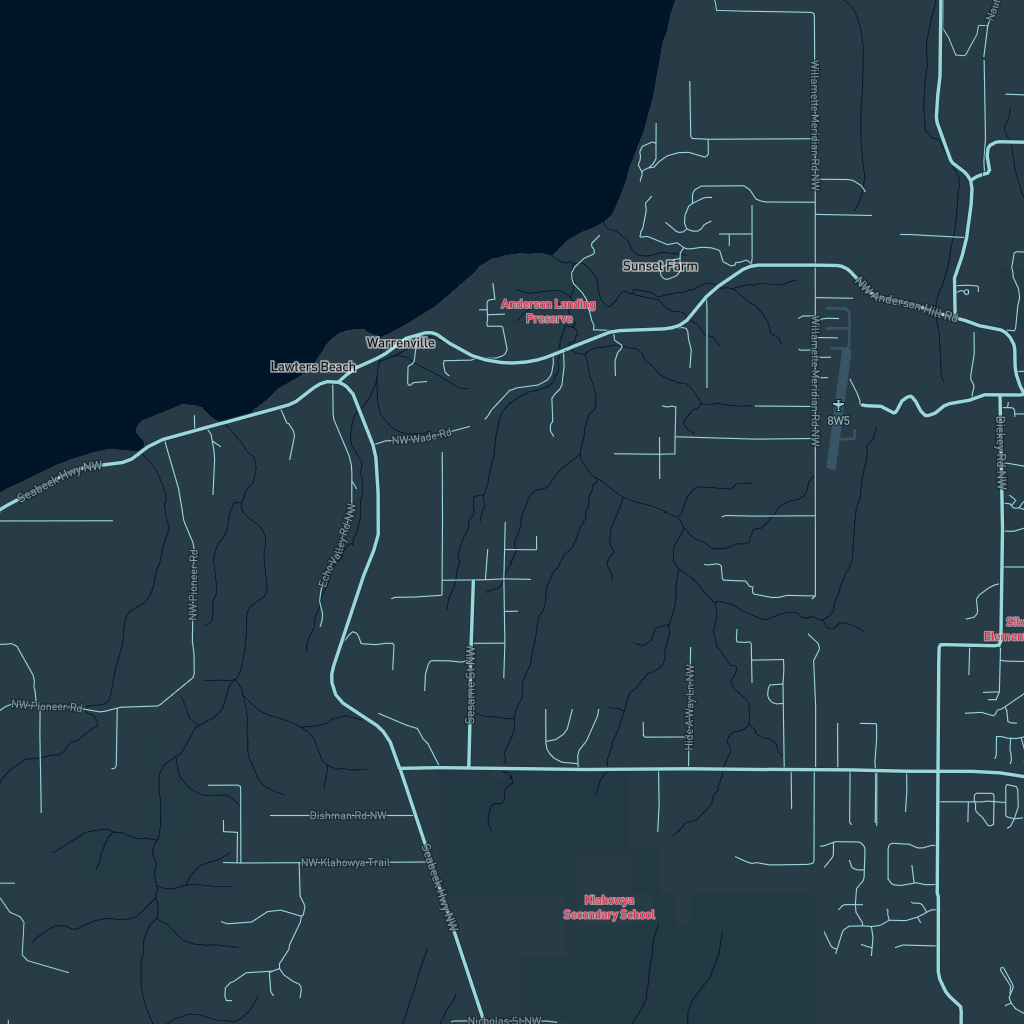 Willamette Meridian Rd NW
Sunset Farm
NW Anderson Hill Rd
Anderson Landing
Preserve
Warrenville
Lawters Beach
Willamette Meridian Rd NW
8W5
NW Wade Rd
Dickey Rd NW
Seabeck Hwy NW
Echo Valley Rd NW
NW Pioneer Rd
Sesame St NW
Hide A Way Ln NW
NW Pioneer Rd
Dishman Rd NW
NW Klahowya Trail
Seabeck Hwy NW
Klahowya
Secondary School
Nicholas St NW